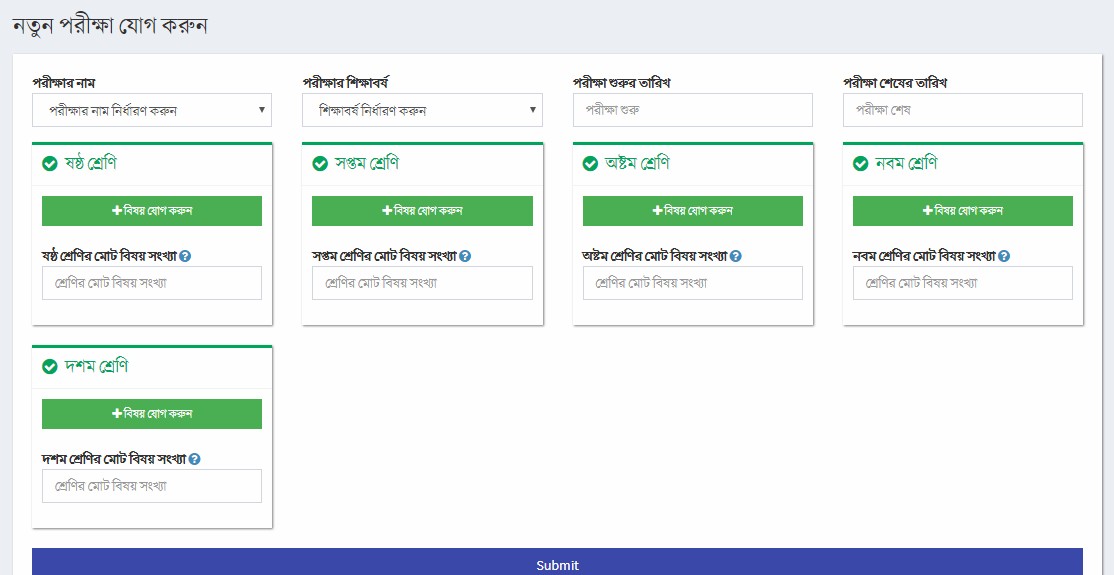 নতুন পরীক্ষা যোগ করুন
পরীক্ষার নাম
পরীক্ষার শিক্ষাবর্ষ
পরীক্ষা শুরুর তারিখ
পরীক্ষা শেষের তারিখ
পরীক্ষার নাম নির্ধারণ করুন
শিক্ষাবর্ষ নির্ধারণ করুন
পরীক্ষা শুরু
পরীক্ষা শেষ
ষষ্ঠ শ্রেণি
সপ্তম শ্রেণি
অষ্টম শ্রেণি
নবম শ্রেণি
বিষয় যোগ করুন
বিষয় যোগ করুন
বিষয় যোগ করুন
বিষয় যোগ করুন
ষষ্ঠ শ্রেণির মোট বিষয় সংখ্যা
সপ্তম শ্রেণির মোট বিষয় সংখ্যা
অষ্টম শ্রেণির মোট বিষয় সংখ্যা
নবম শ্রেণির মোট বিষয় সংখ্যা
শ্রেণির মোট বিষয় সংখ্যা
শ্রেণির মোট বিষয় সংখ্যা
শ্রেণির মোট বিষয় সংখ্যা
শ্রেণির মোট বিষয় সংখ্যা
দশম শ্রেণি
বিষয় যোগ করুন
দশম শ্রেণির মোট বিষয় সংখ্যা
শ্রেণির মোট বিষয় সংখ্যা
Submit